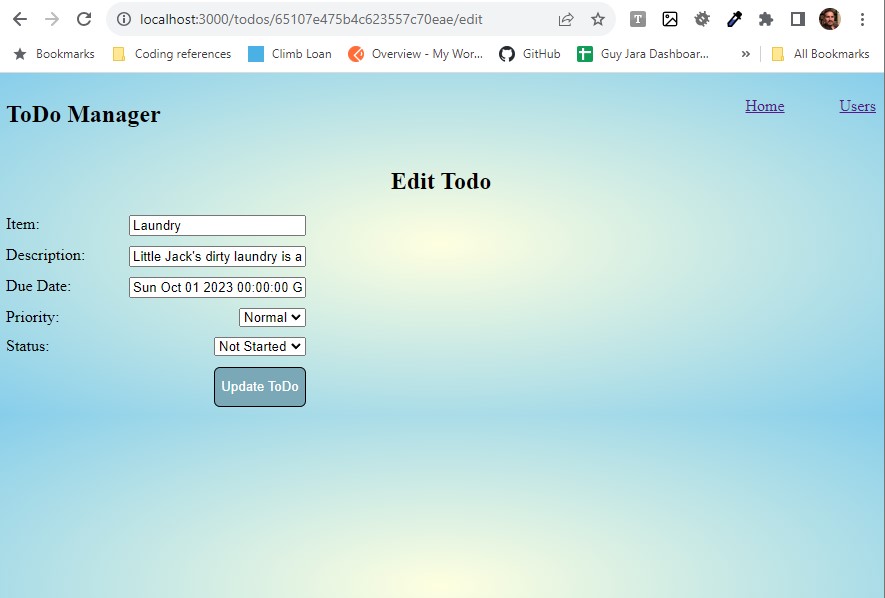 localhost:3000/todos/65107e475b4c623557c70eae/edit
T
Bookmarks Coding references Climb Loan Overview - My Wor... GitHub Guy Jara Dashboar... » All Bookmarks
ToDo Manager Home Users
Edit Todo
Item: Laundry
Description: Little Jack's dirty laundry is a
Due Date: Sun Oct 01 2023 00:00:00 G
Priority: Normal
Status: Not Started
Update ToDo